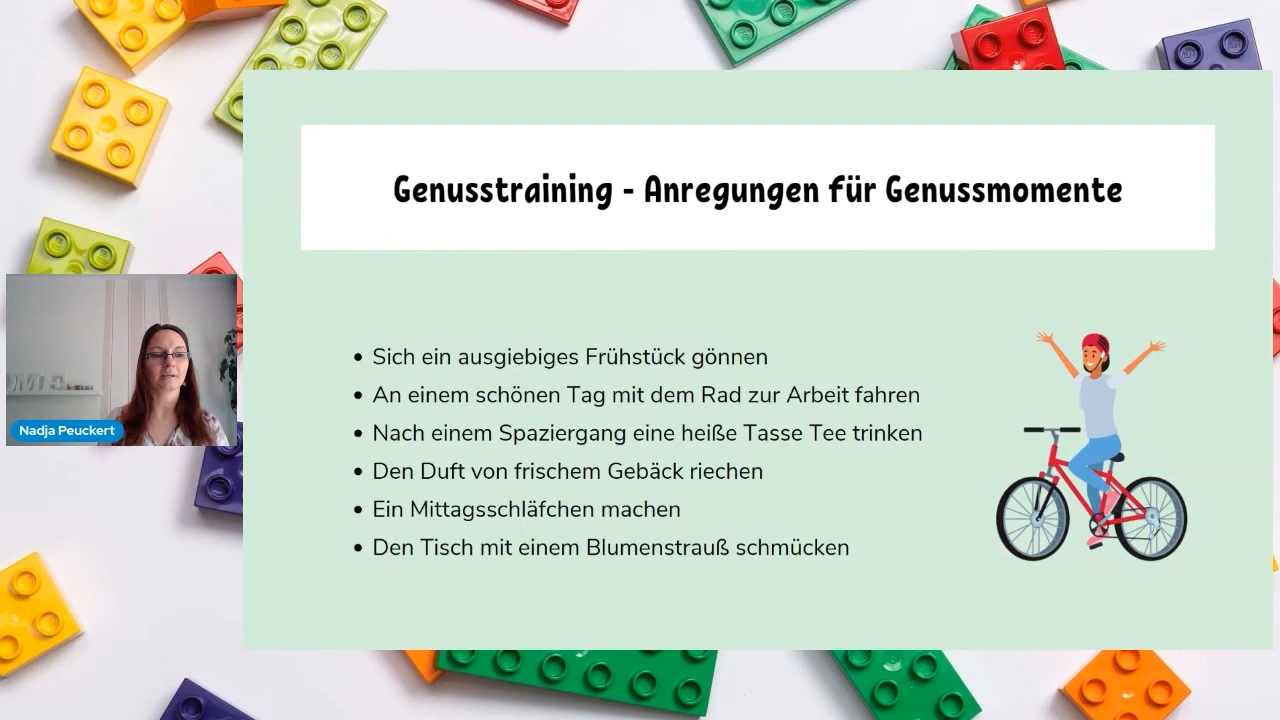 Genusstraining - Anregungen für Genussmomente
Nadja Peuckert
• Sich ein ausgiebiges Frühstück gönnen
• An einem schönen Tag mit dem Rad zur Arbeit fahren
• Nach einem Spaziergang eine heiße Tasse Tee trinken
• Den Duft von frischem Gebäck riechen
• Ein Mittagsschläfchen machen
• Den Tisch mit einem Blumenstrauß schmücken